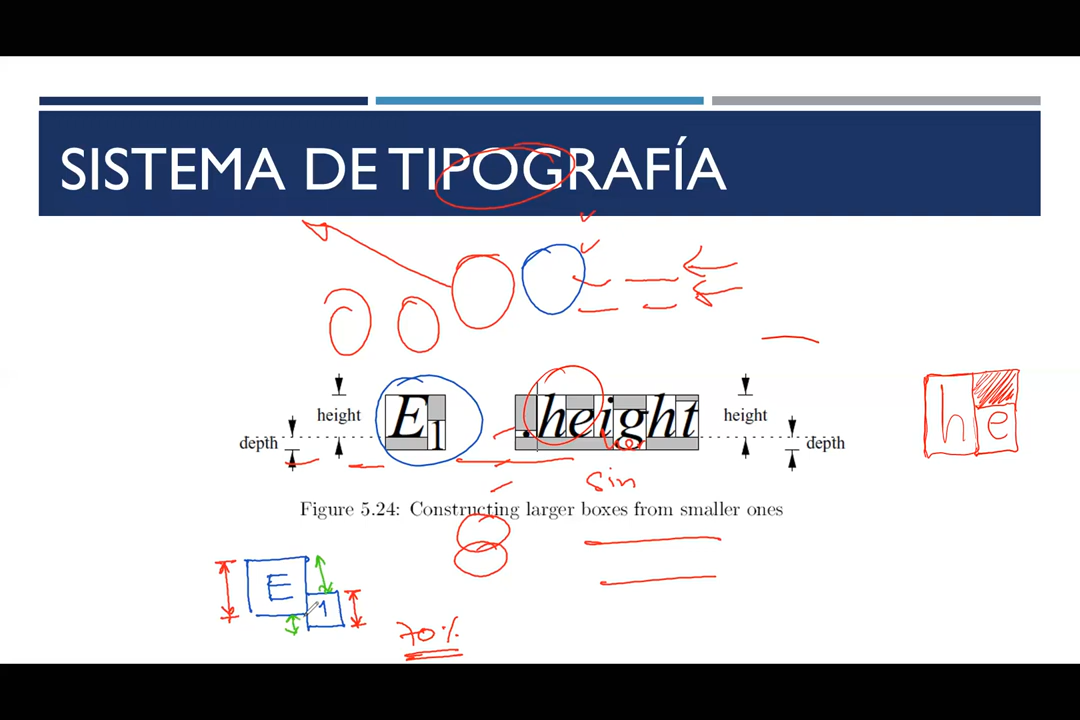 SISTEMA DE TIPOGRAFÍA
height
depth
E1
.height
height
depth
he
sin
Figure 5.24: Constructing larger boxes from smaller ones
E 1
70%